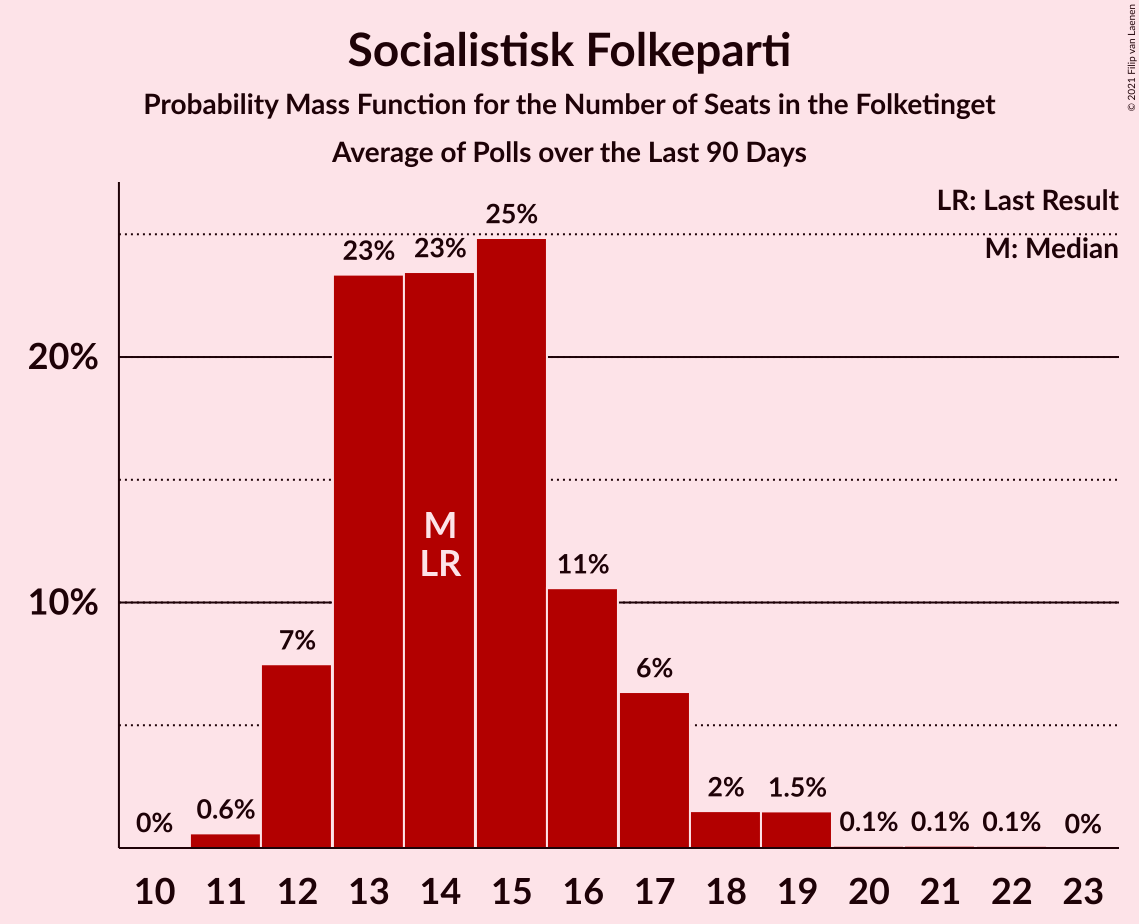 Socialistisk Folkeparti
Probability Mass Function for the Number of Seats in the Folketinget
Average of Polls over the Last 90 Days
© 2021 Filip van Laenen
LR: Last Result
M: Median
20%
10%
0%
0.6%
7%
23%
23%
25%
11%
6%
2%
1.5%
0.1%
0.1%
0.1%
0%
M
LR
10 11 12 13 14 15 16 17 18 19 20 21 22 23